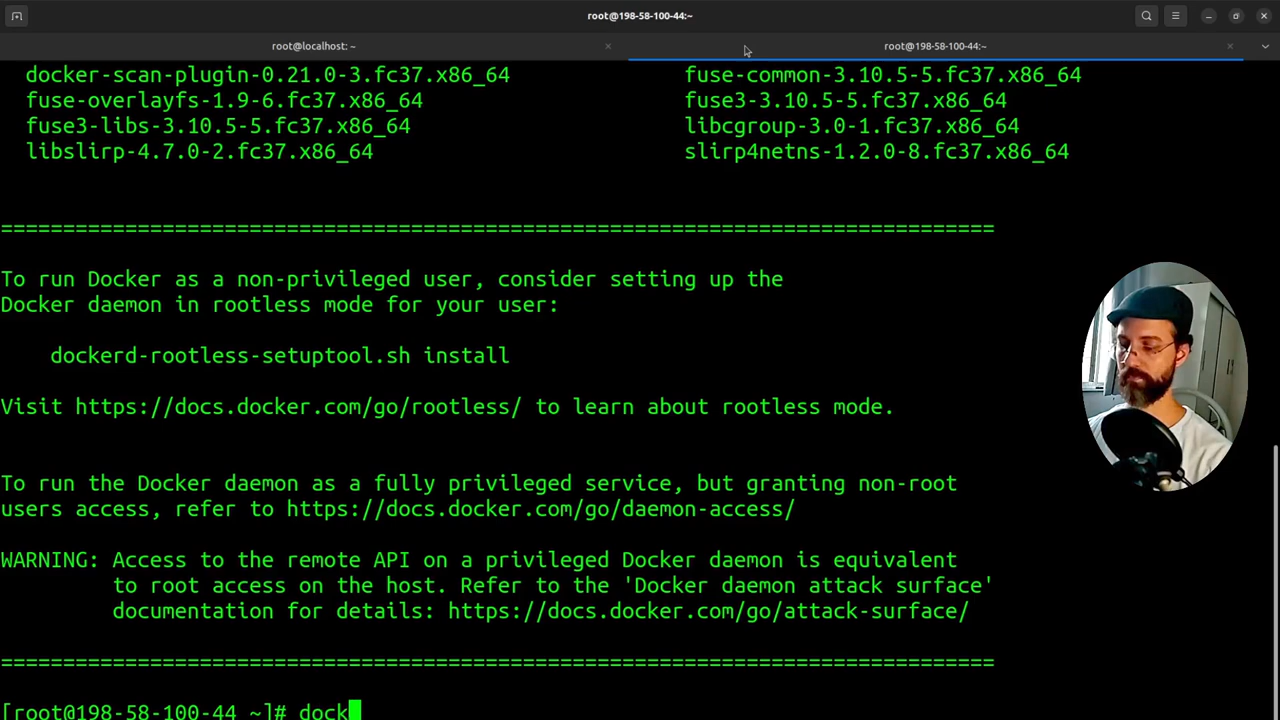 root@198-58-100-44:~
root@localhost: ~
root@198-58-100-44:~
docker-scan-plugin-0.21.0-3.fc37.x86_64 fuse-common-3.10.5-5.fc37.x86_64
fuse-overlayfs-1.9-6.fc37.x86_64 fuse3-3.10.5-5.fc37.x86_64
fuse3-libs-3.10.5-5.fc37.x86_64 libcgroup-3.0-1.fc37.x86_64
libslirp-4.7.0-2.fc37.x86_64 slirp4netns-1.2.0-8.fc37.x86_64
================================================================================
To run Docker as a non-privileged user, consider setting up the
Docker daemon in rootless mode for your user:
dockerd-rootless-setuptool.sh install
Visit https://docs.docker.com/go/rootless/ to learn about rootless mode.
To run the Docker daemon as a fully privileged service, but granting non-root
users access, refer to https://docs.docker.com/go/daemon-access/
WARNING: Access to the remote API on a privileged Docker daemon is equivalent
to root access on the host. Refer to the 'Docker daemon attack surface'
documentation for details: https://docs.docker.com/go/attack-surface/
================================================================================
[root@198-58-100-44 ~]# dock